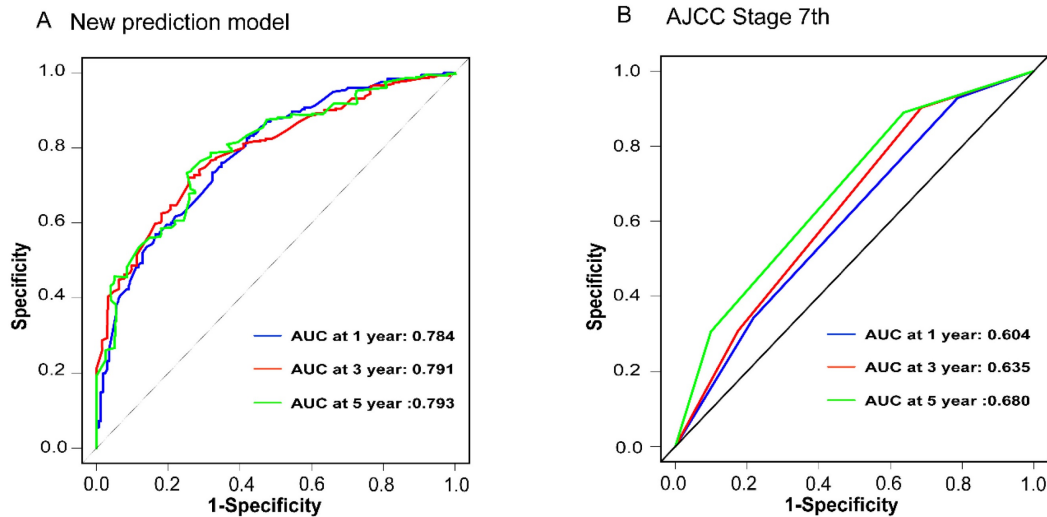 A New prediction model
1.0
0.8
0.6
0.4
0.2
0.0
Specificity
AUC at 1 year: 0.784
AUC at 3 year: 0.791
AUC at 5 year :0.793
0.0 0.2 0.4 0.6 0.8 1.0
1-Specificity
B AJCC Stage 7th
1.0
0.8
0.6
0.4
0.2
0.0
Specificity
AUC at 1 year: 0.604
AUC at 3 year: 0.635
AUC at 5 year :0.680
0.0 0.2 0.4 0.6 0.8 1.0
1-Specificity